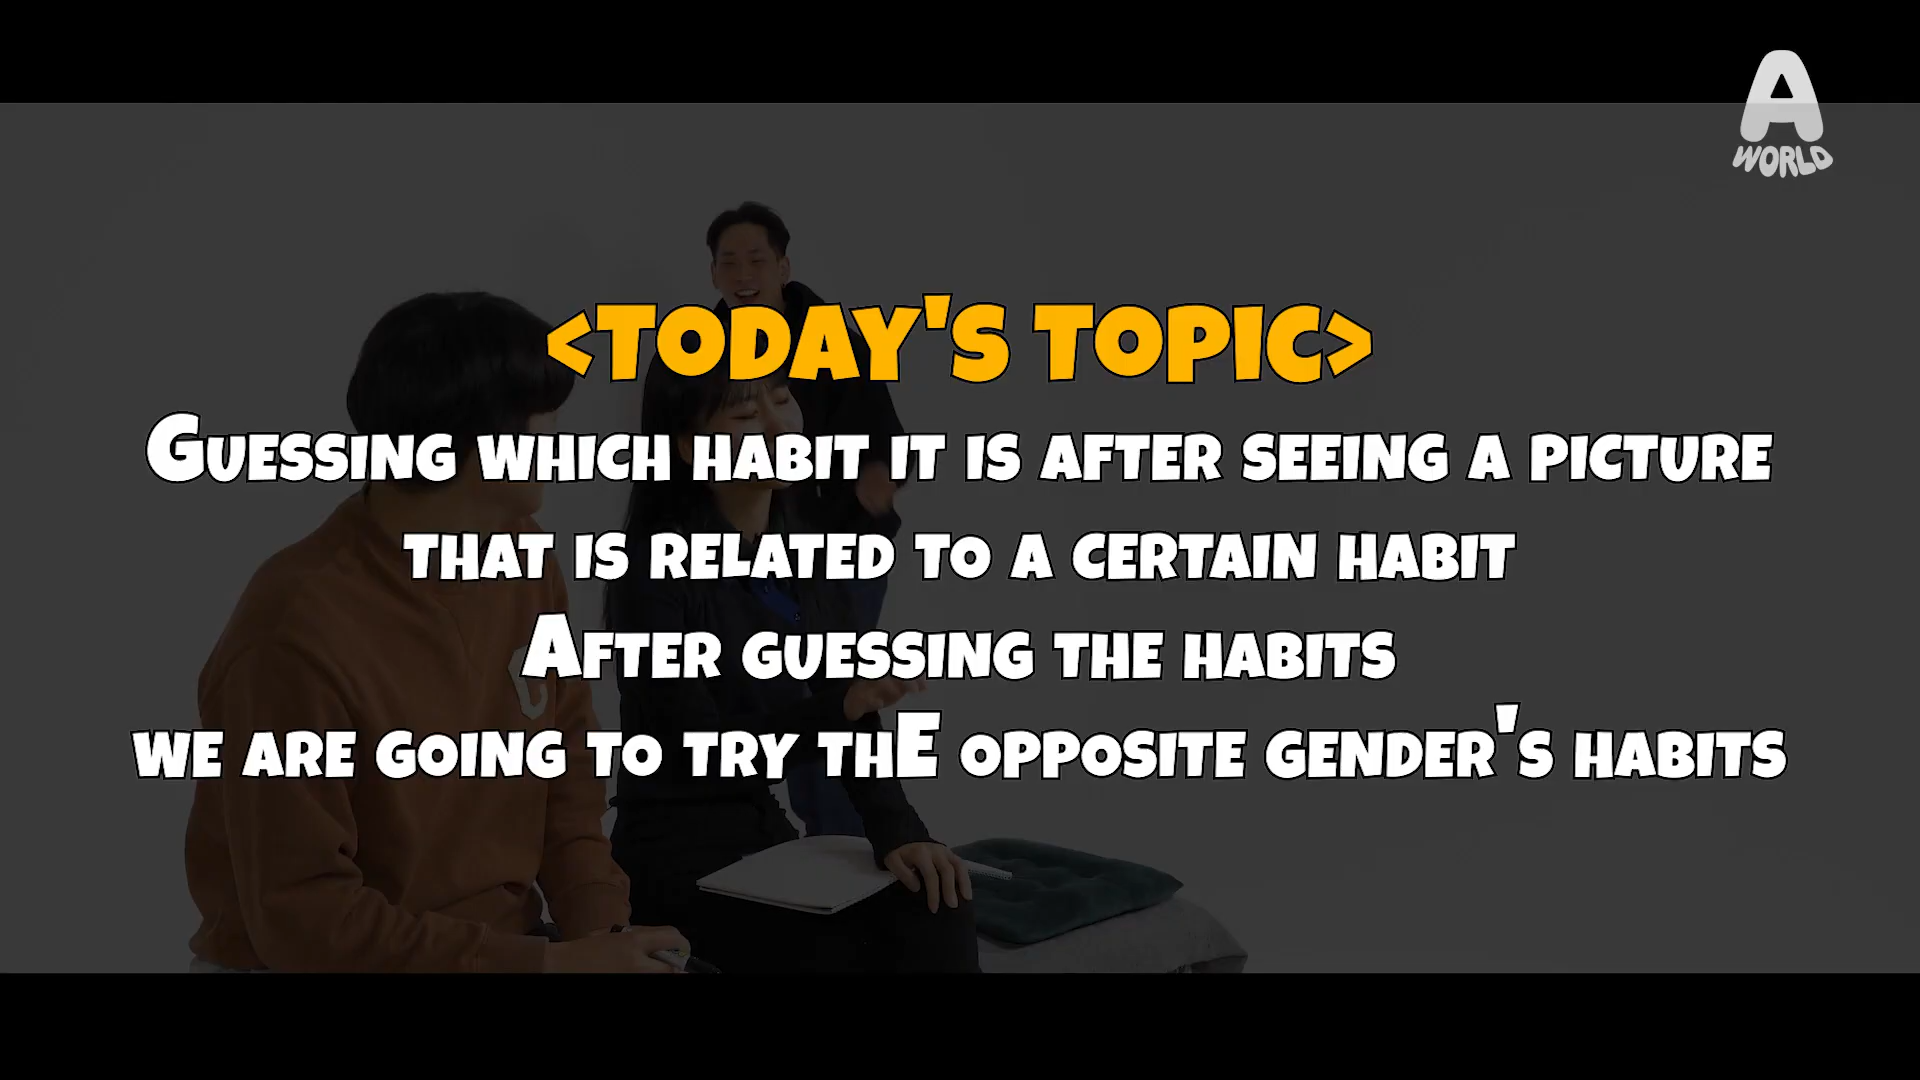 A
WORLD
<TODAY'S TOPIC>
Guessing which habit it is after seeing a picture
that is related to a certain habit
After guessing the habits
we are going to try thE opposite gender's habits